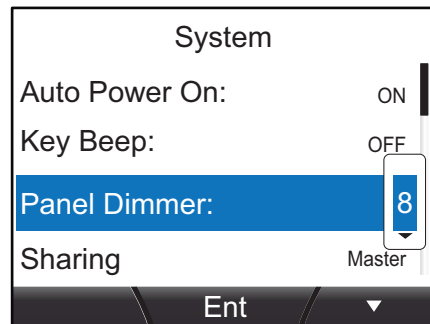 System
Auto Power On: ON
Key Beep: OFF
Panel Dimmer: 8
Sharing Master
Ent